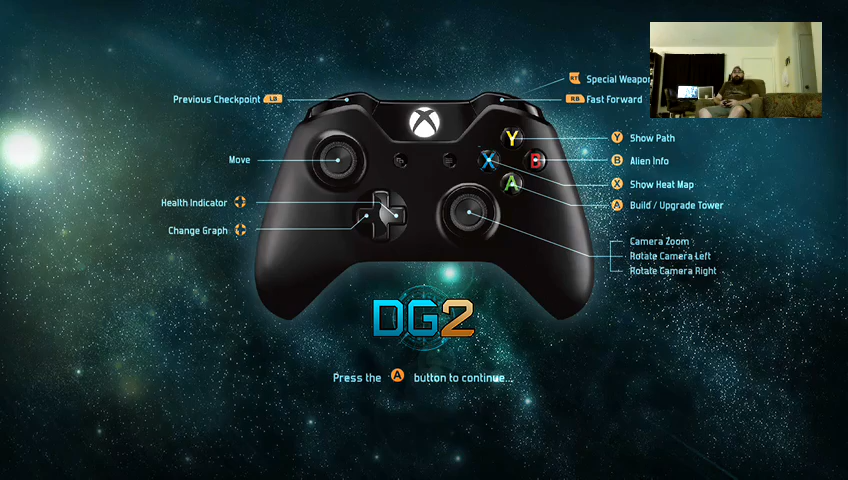 RT Special Weapon
Previous Checkpoint LB
RB Fast Forward
Y
Y Show Path
Move
X
B
B Alien Info
A
X Show Heat Map
Health Indicator
A Build / Upgrade Tower
Change Graph
Camera Zoom
Rotate Camera Left
Rotate Camera Right
DG2
Press the A button to continue...